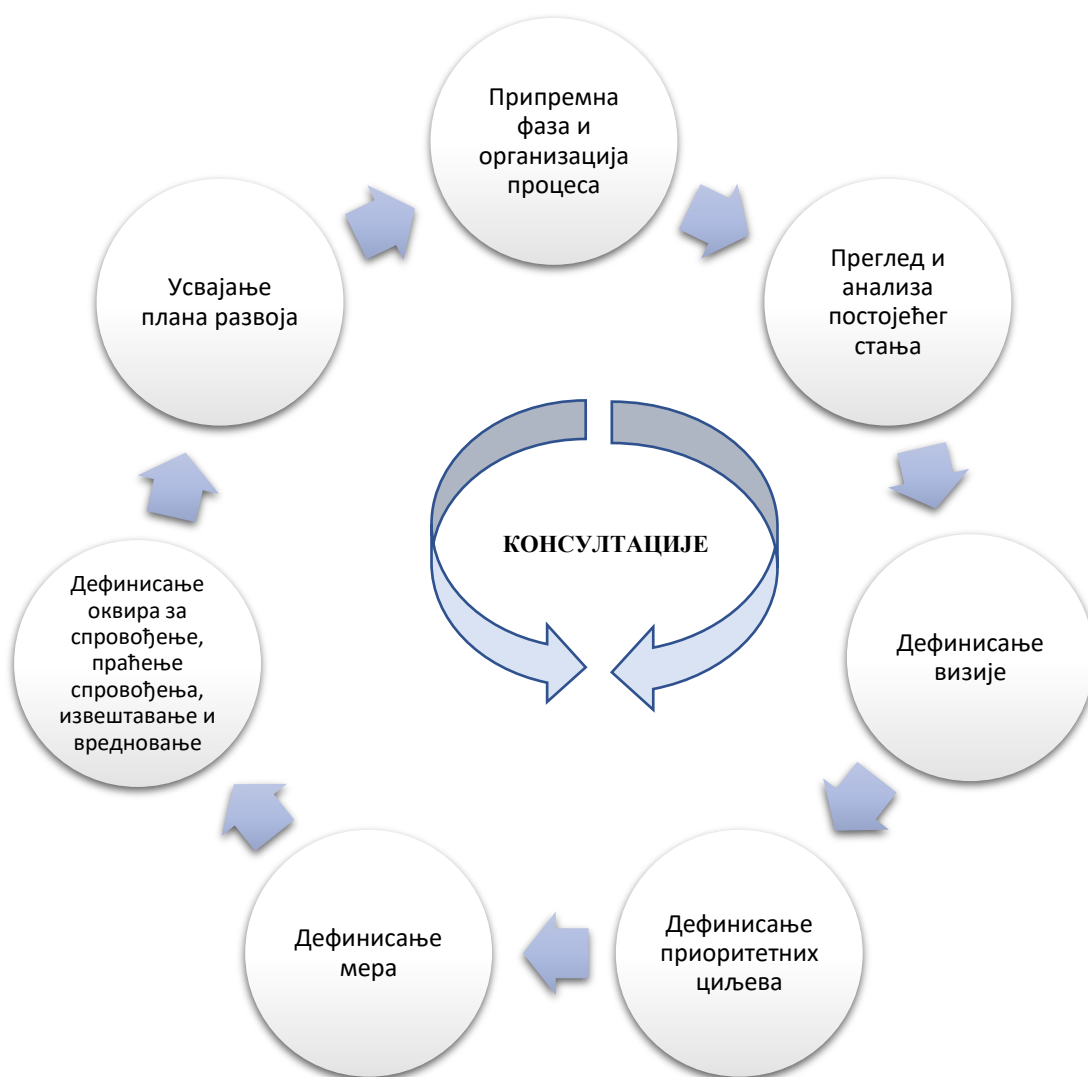 Припремна
фаза и
организација
процеса
Преглед и
анализа
постојећег
стања
Дефинисање
визије
Дефинисање
приоритетних
циљева
Дефинисање
мера
Дефинисање
оквира за
спровођење,
праћење
спровођења,
извештавање и
вредновање
Усвајање
плана развоја
КОНСУЛТАЦИЈЕ